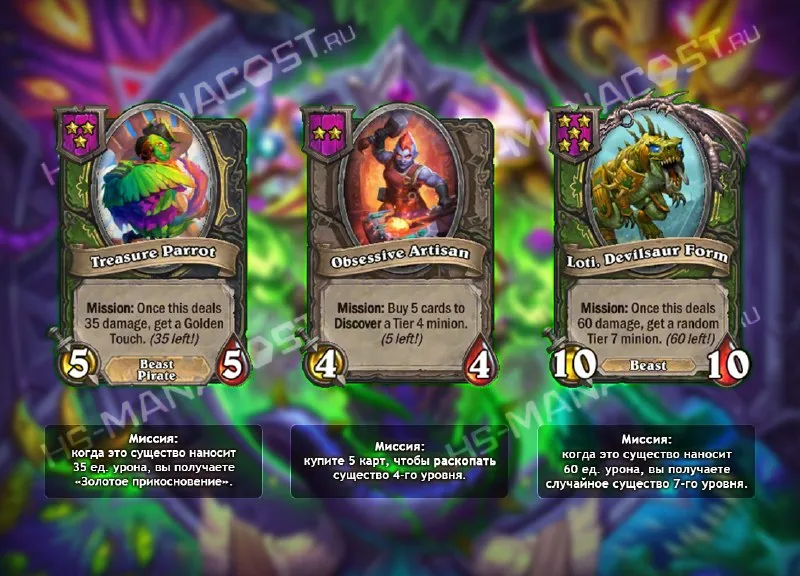 HS-MANACOST.RU
HS-MANACOST.RU
Treasure Parrot
Mission: Once this deals
35 damage, get a Golden
Touch. (35 left!)
5
Beast
Pirate
5
Obsessive Artisan
Mission: Buy 5 cards to
Discover a Tier 4 minion.
(5 left!)
4
4
Loti, Devilsaur Form
Mission: Once this deals
60 damage, get a random
Tier 7 minion. (60 left!)
10
Beast
10
HS-MANACOST.RU
HS-MANACOST.RU
Миссия:
когда это существо наносит
35 ед. урона, вы получаете
«Золотое прикосновение».
Миссия:
купите 5 карт, чтобы раскопать
существо 4-го уровня.
Миссия:
когда это существо наносит
60 ед. урона, вы получаете
случайное существо 7-го уровня.